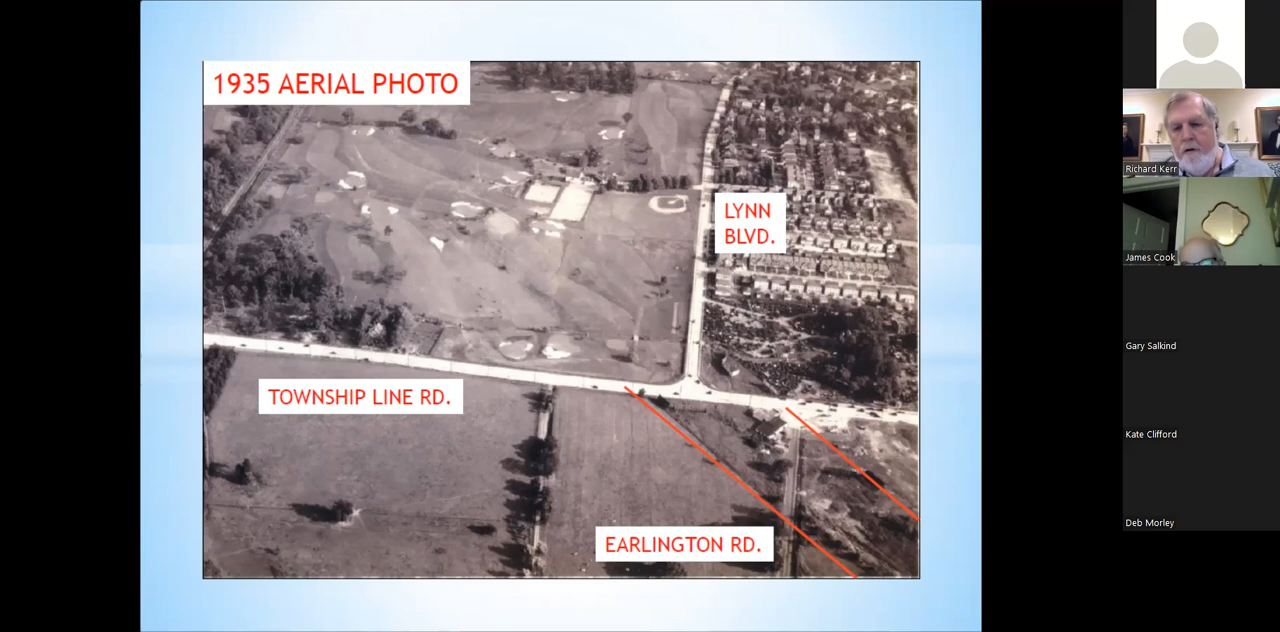 1935 AERIAL PHOTO
LYNN
BLVD.
TOWNSHIP LINE RD.
EARLINGTON RD.
Richard Kerr
James Cook
Gary Salkind
Kate Clifford
Deb Morley